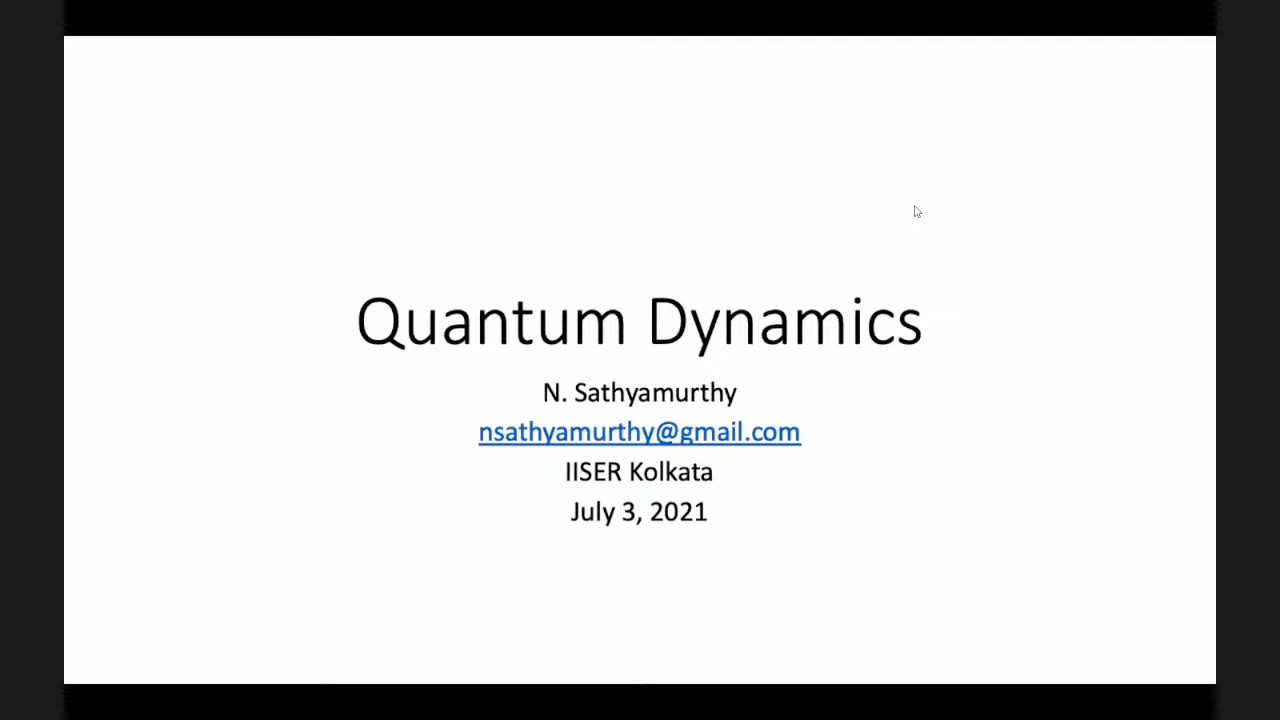 Quantum Dynamics
N. Sathyamurthy
nsathyamurthy@gmail.com
IISER Kolkata
July 3, 2021